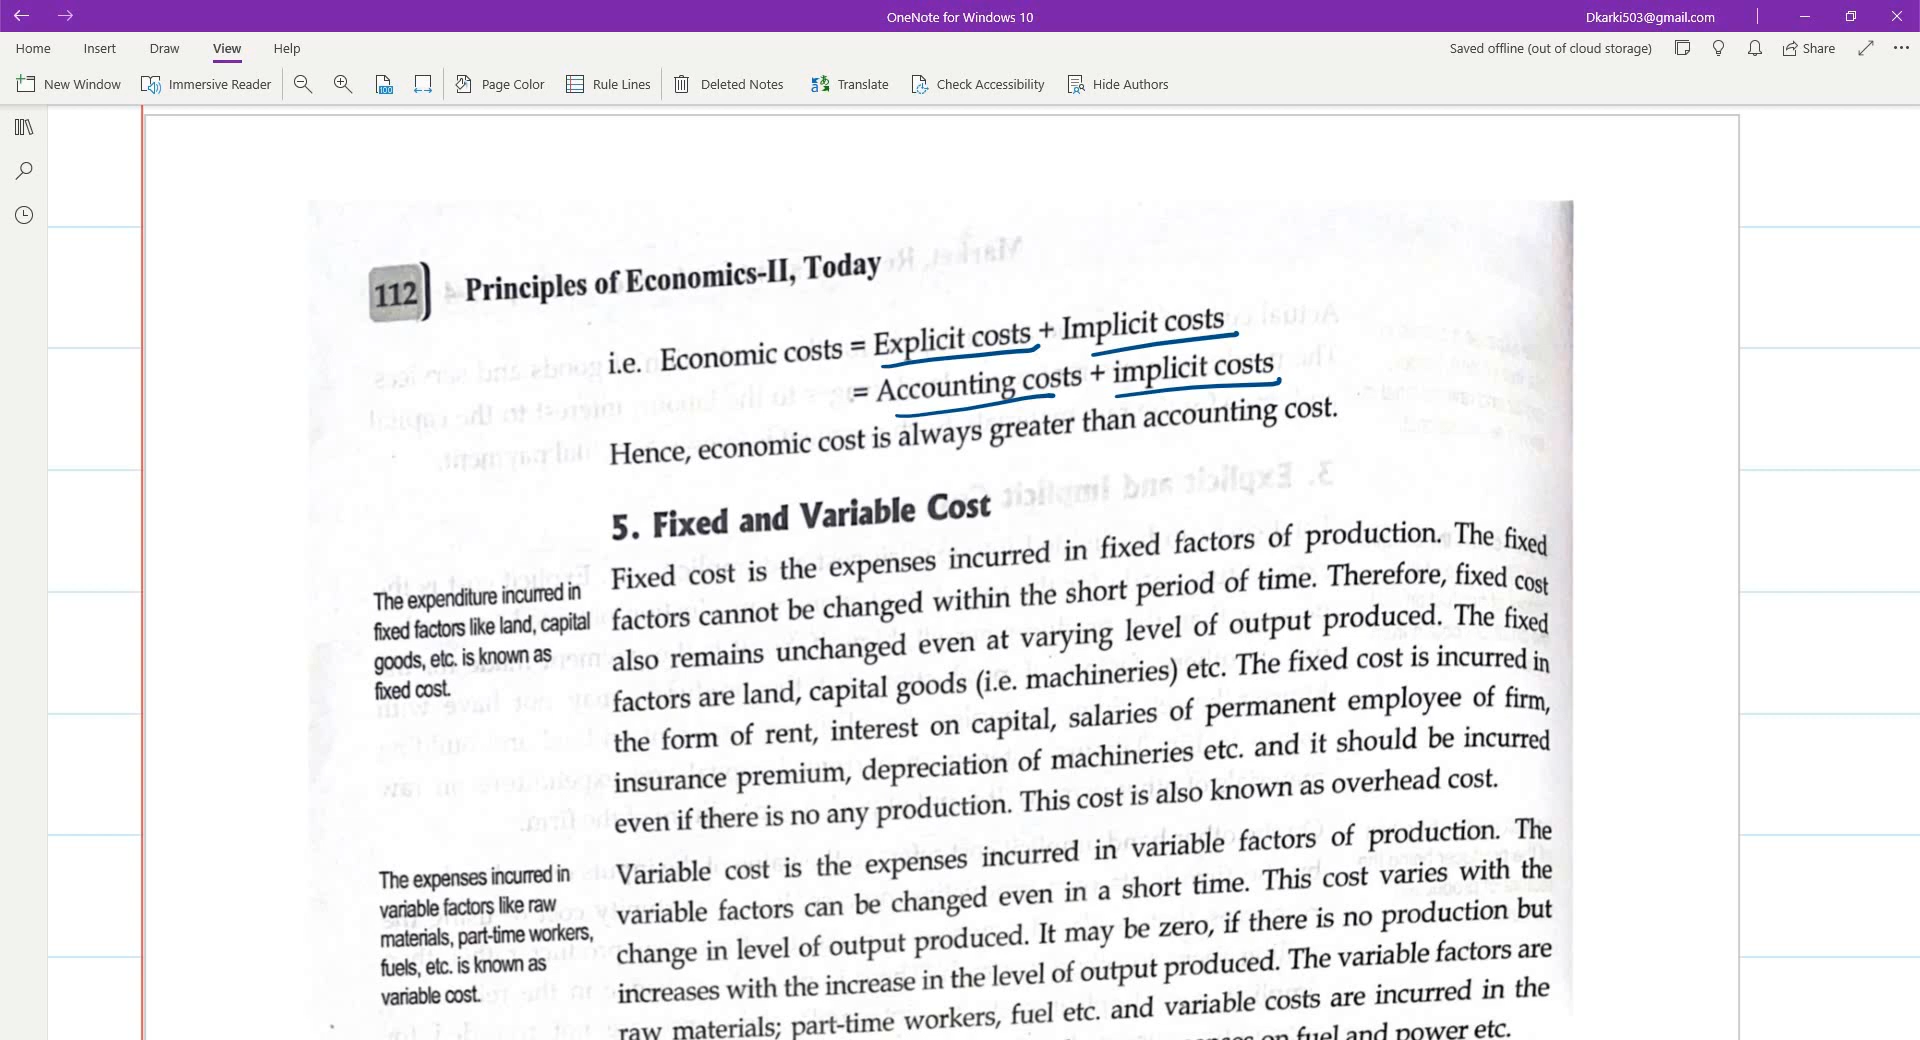 OneNote for Windows 10
Dkarki503@gmail.com
Home Insert Draw View Help
Saved offline (out of cloud storage)
Share
New Window Immersive Reader Page Color Rule Lines Deleted Notes Translate Check Accessibility Hide Authors
112 Principles of Economics-II, Today
i.e. Economic costs = Explicit costs + Implicit costs
= Accounting costs + implicit costs
Hence, economic cost is always greater than accounting cost.
5. Fixed and Variable Cost
The expenditure incurred in
fixed factors like land, capital
goods, etc. is known as
fixed cost.
Fixed cost is the expenses incurred in fixed factors of production. The fixed
factors cannot be changed within the short period of time. Therefore, fixed cost
also remains unchanged even at varying level of output produced. The fixed
factors are land, capital goods (i.e. machineries) etc. The fixed cost is incurred in
the form of rent, interest on capital, salaries of permanent employee of firm,
insurance premium, depreciation of machineries etc. and it should be incurred
even if there is no any production. This cost is also known as overhead cost.
The expenses incurred in
variable factors like raw
materials, part-time workers,
fuels, etc. is known as
variable cost.
Variable cost is the expenses incurred in variable factors of production. The
variable factors can be changed even in a short time. This cost varies with the
change in level of output produced. It may be zero, if there is no production but
increases with the increase in the level of output produced. The variable factors are
raw materials; part-time workers, fuel etc. and variable costs are incurred in the
on fuel and power etc.